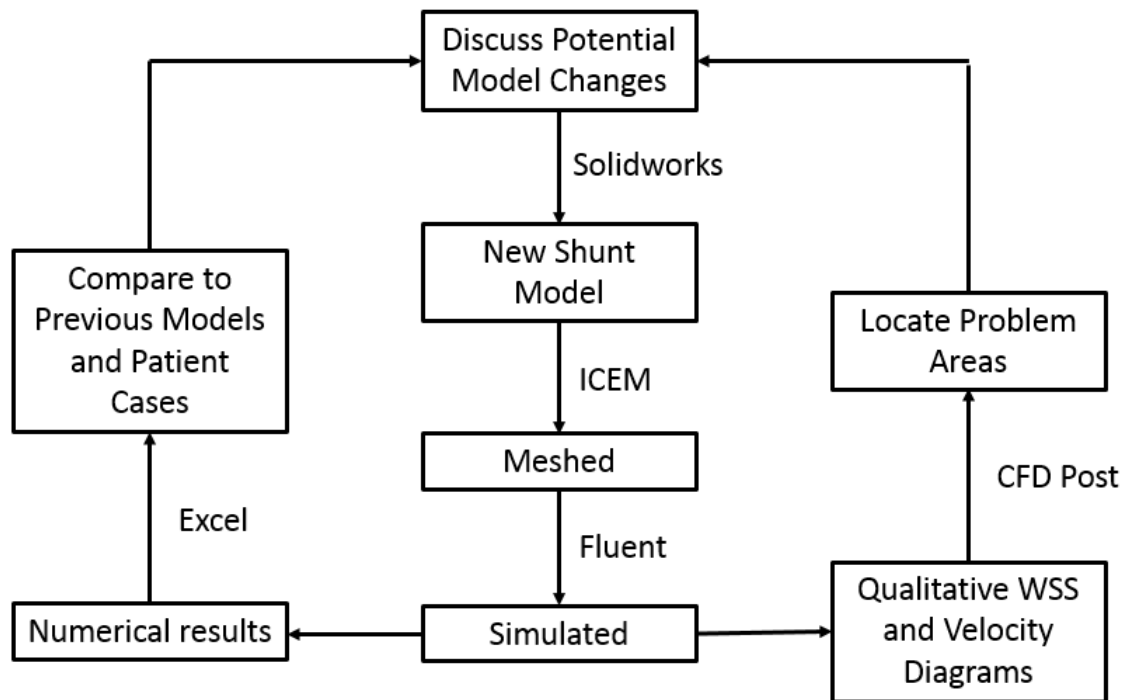 Discuss Potential
Model Changes
Solidworks
New Shunt
Model
Compare to
Previous Models
and Patient
Cases
Locate Problem
Areas
ICEM
Meshed
CFD Post
Excel
Fluent
Numerical results
Simulated
Qualitative WSS
and Velocity
Diagrams